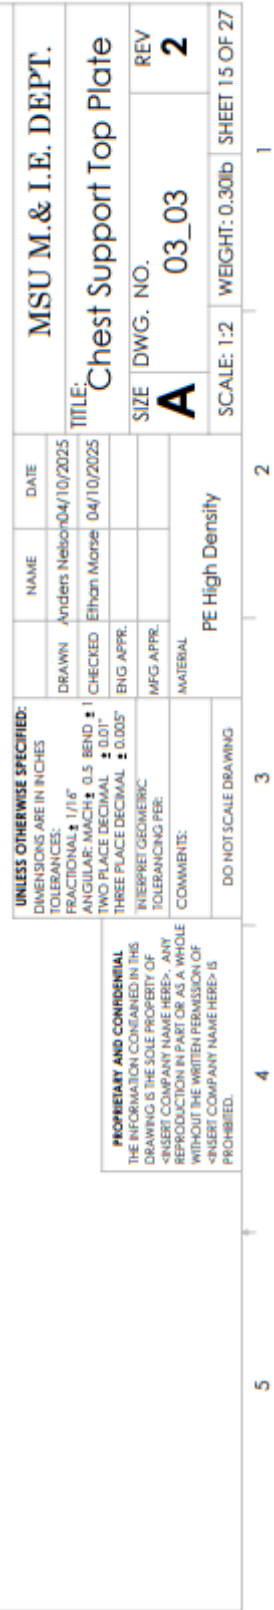 PROPRIETARY AND CONFIDENTIAL
THE INFORMATION CONTAINED IN THIS
DRAWING IS THE SOLE PROPERTY OF
<INSERT COMPANY NAME HERE>. ANY
REPRODUCTION IN PART OR AS A WHOLE
WITHOUT THE WRITTEN PERMISSION OF
<INSERT COMPANY NAME HERE> IS
PROHIBITED.
UNLESS OTHERWISE SPECIFIED:
DIMENSIONS ARE IN INCHES
TOLERANCES:
FRACTIONAL ± 1/16"
ANGULAR: MACH ± 0.5 BEND ± 1
TWO PLACE DECIMAL ± 0.01"
THREE PLACE DECIMAL ± 0.005"
INTERPRET GEOMETRIC
TOLERANCING PER:
COMMENTS:
DO NOT SCALE DRAWING
NAME DATE
DRAWN Anders Nelson 04/10/2025
CHECKED Ethan Morse 04/10/2025
ENG APPR.
MFG APPR.
MATERIAL
PE High Density
MSU M.& I.E. DEPT.
TITLE:
Chest Support Top Plate
SIZE DWG. NO. REV
A 03_03 2
SCALE: 1:2 WEIGHT: 0.30lb SHEET 15 OF 27
5 4 3 2 1